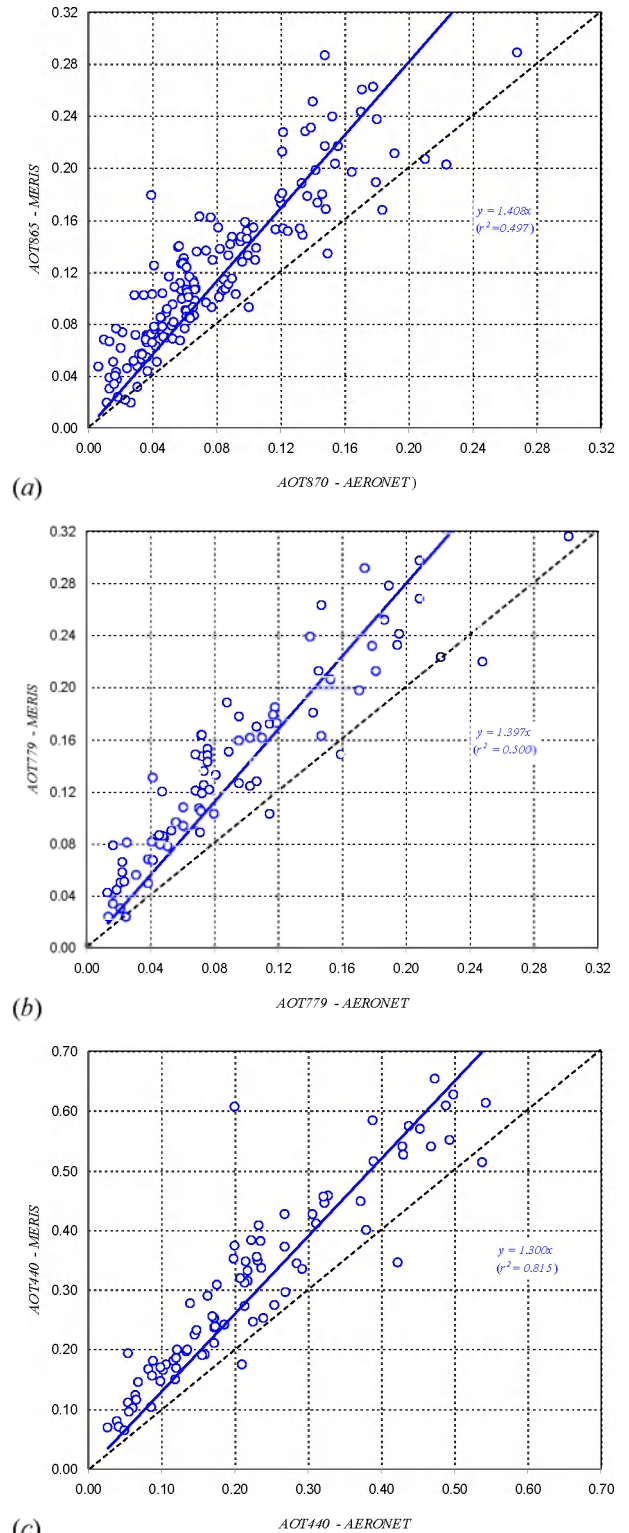 0.32
0.28
0.24
0.20
0.16
0.12
0.08
0.04
0.00
AOT865 - MERIS
y = 1.408x
(r² =0.497)
0.00 0.04 0.08 0.12 0.16 0.20 0.24 0.28 0.32
(a)
AOT870 - AERONET )
0.32
0.28
0.24
0.20
0.16
0.12
0.08
0.04
0.00
AOT779 - MERIS
y = 1.397x
(r² = 0.500)
0.00 0.04 0.08 0.12 0.16 0.20 0.24 0.28 0.32
(b)
AOT779 - AERONET
0.70
0.60
0.50
0.40
0.30
0.20
0.10
0.00
AOT440 - MERIS
y = 1.300x
(r² = 0.815)
0.00 0.10 0.20 0.30 0.40 0.50 0.60 0.70
(c)
AOT440 - AERONET